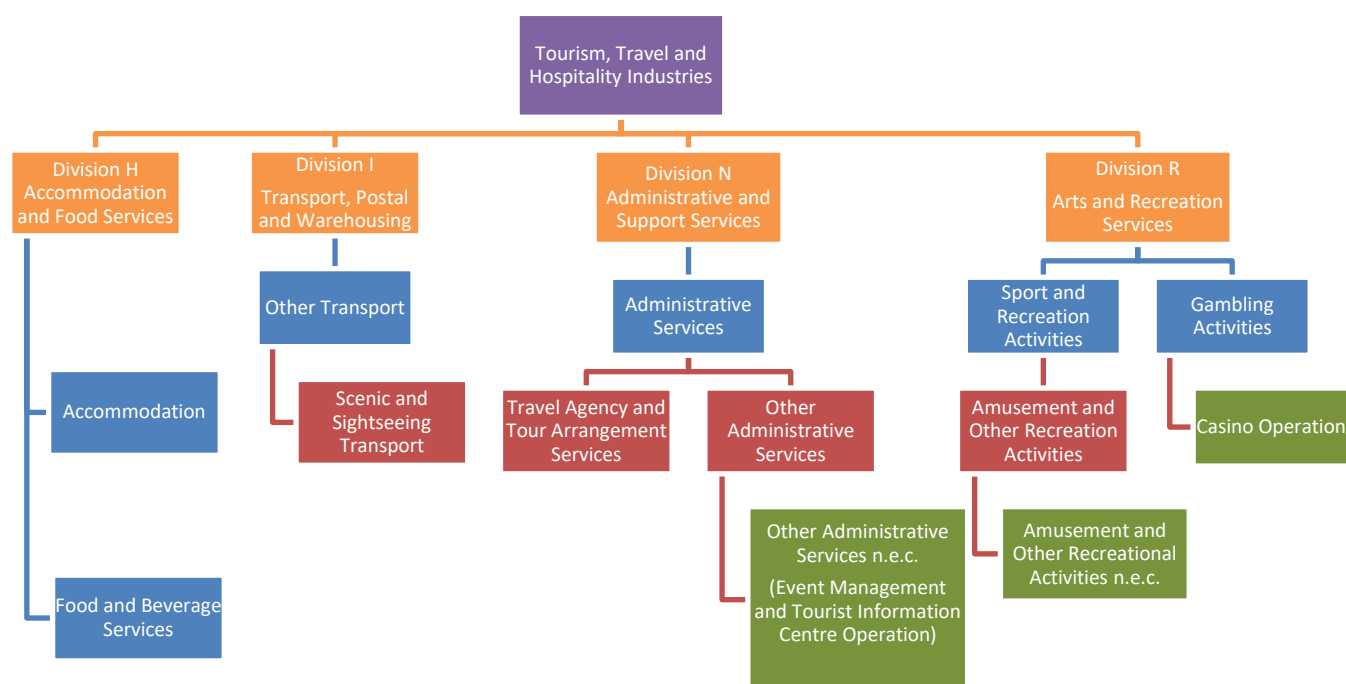 Tourism, Travel and
Hospitality Industries
Division H
Accommodation
and Food Services
Division I
Transport, Postal
and Warehousing
Division N
Administrative and
Support Services
Division R
Arts and Recreation
Services
Other Transport
Administrative
Services
Sport and
Recreation
Activities
Gambling
Activities
Accommodation
Scenic and
Sightseeing
Transport
Travel Agency and
Tour Arrangement
Services
Other
Administrative
Services
Amusement and
Other Recreation
Activities
Casino Operation
Food and Beverage
Services
Other Administrative
Services n.e.c.
(Event Management
and Tourist Information
Centre Operation)
Amusement and
Other Recreational
Activities n.e.c.